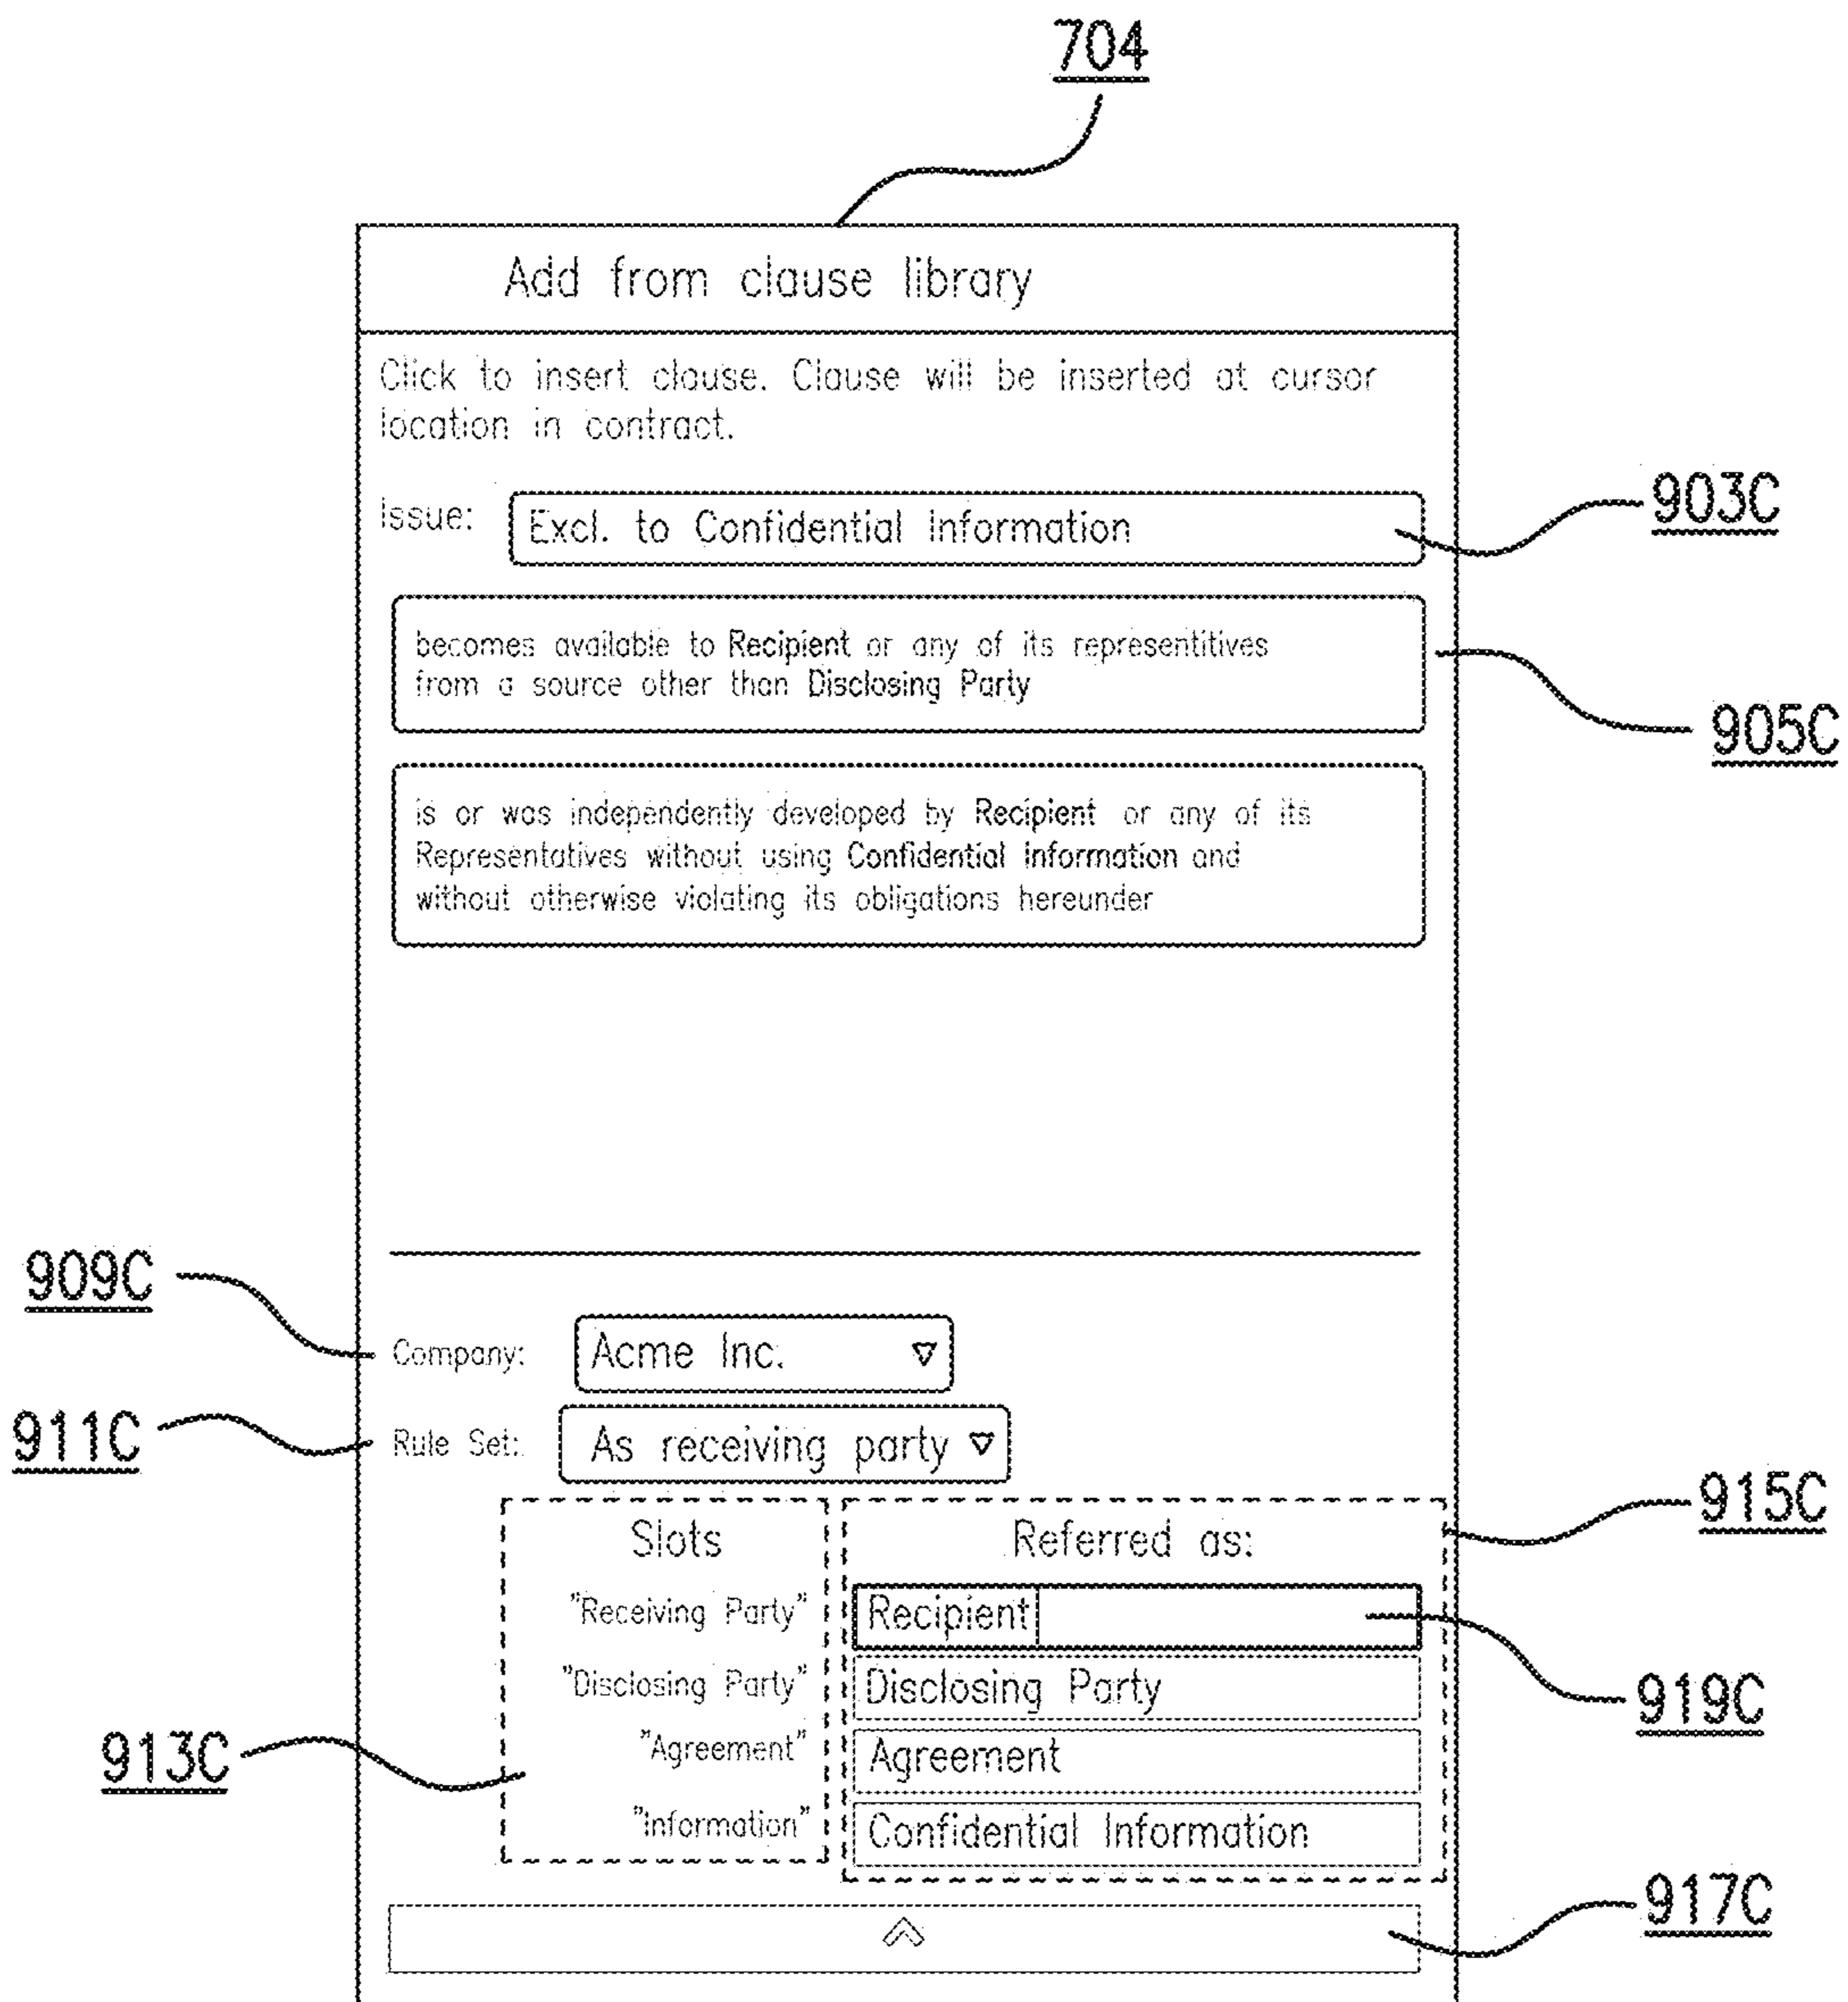 704
Add from clause library
Click to insert clause. Clause will be inserted at cursor
location in contract.
Issue: Excl. to Confidential Information
903C
becomes available to Recipient or any of its representitives
from a source other than Disclosing Party
905C
is or was independently developed by Recipient or any of its
Representatives without using Confidential Information and
without otherwise violating its obligations hereunder
909C
Company: Acme Inc.
911C
Rule Set: As receiving party
915C
Slots Referred as:
"Receiving Party" Recipient
919C
"Disclosing Party" Disclosing Party
913C
"Agreement" Agreement
"Information" Confidential Information
917C